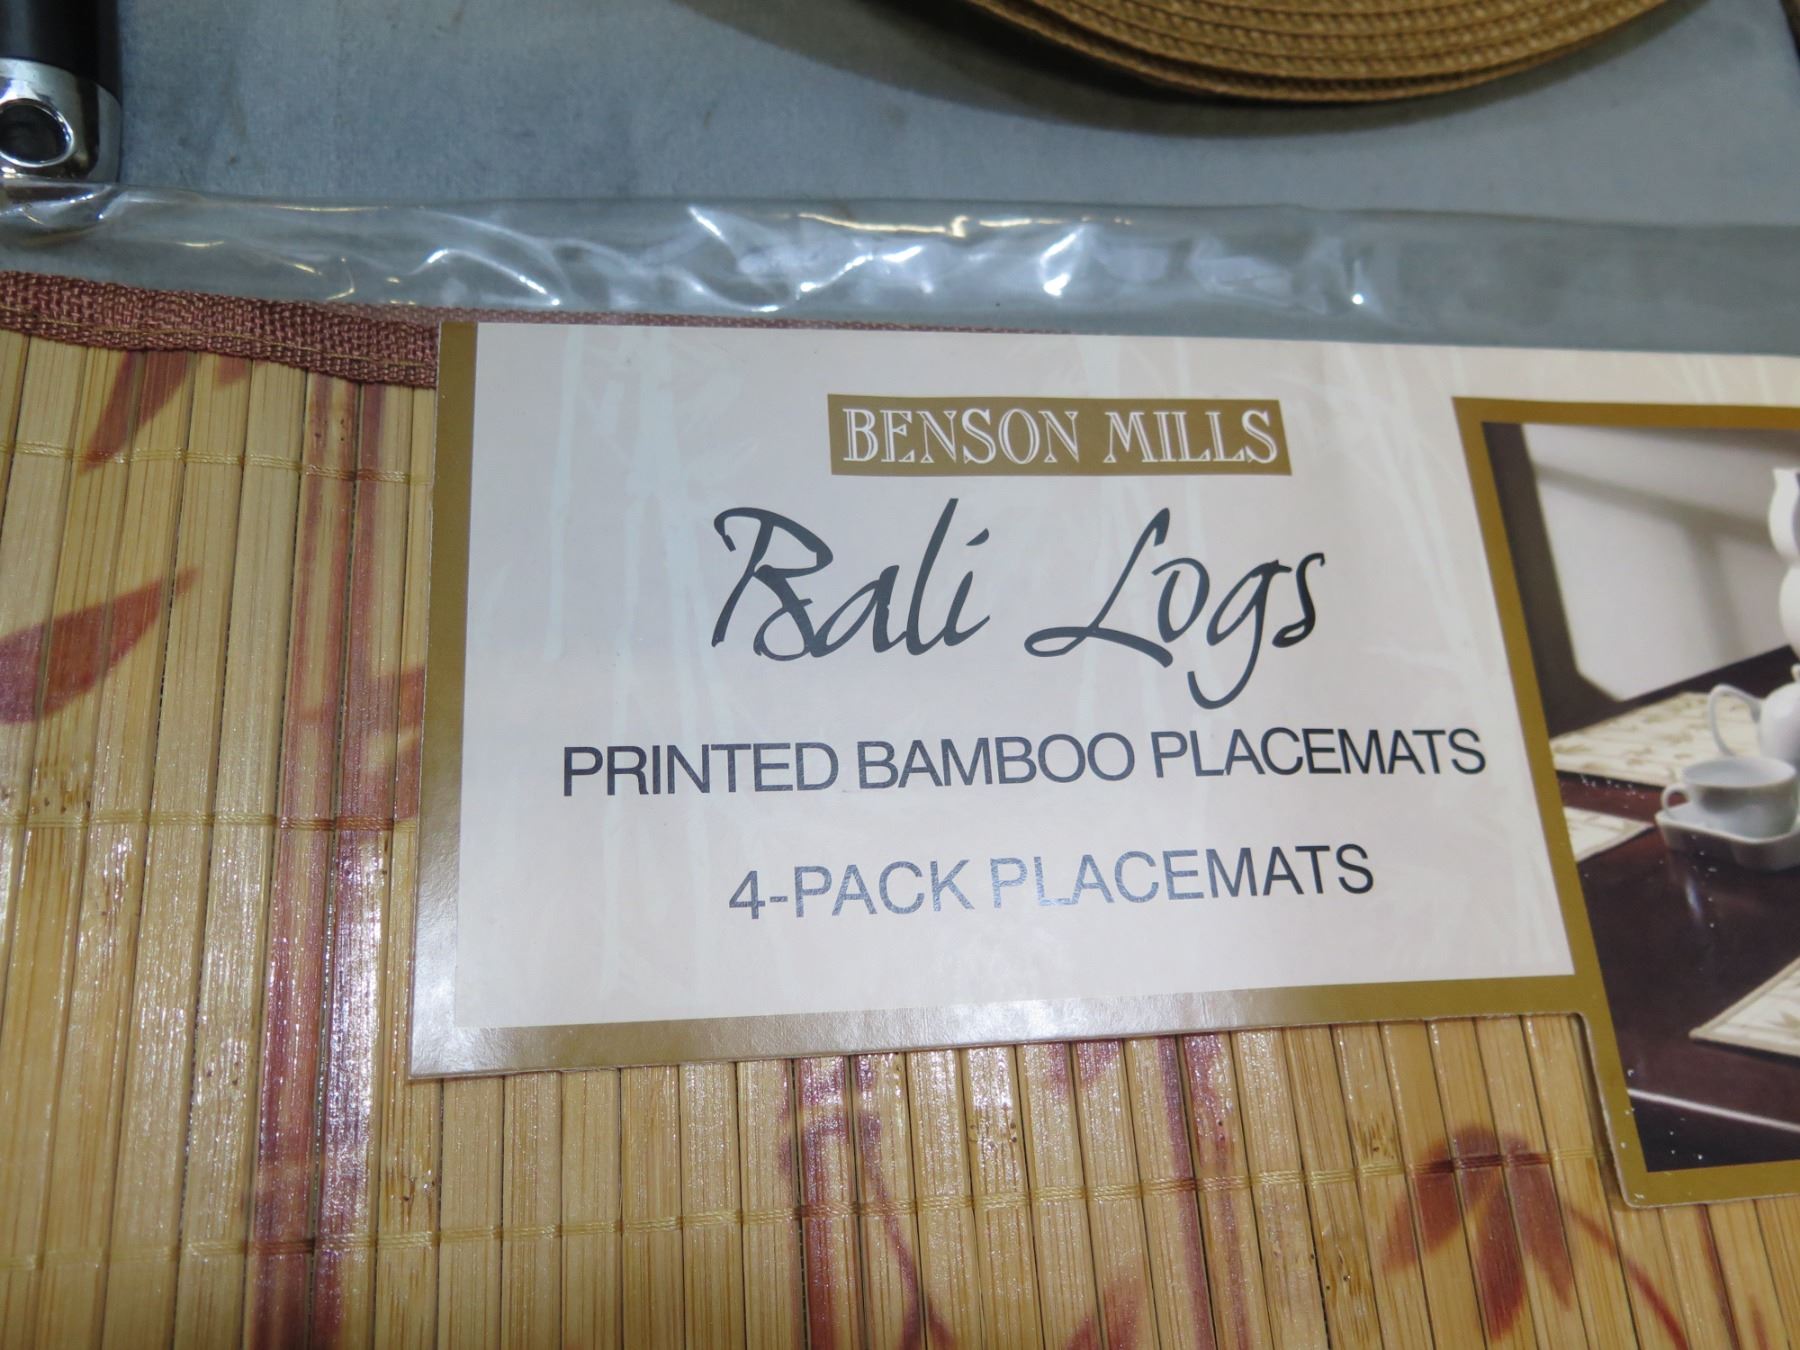 BENSON MILLS
Bali Logs
PRINTED BAMBOO PLACEMATS
4-PACK PLACEMATS